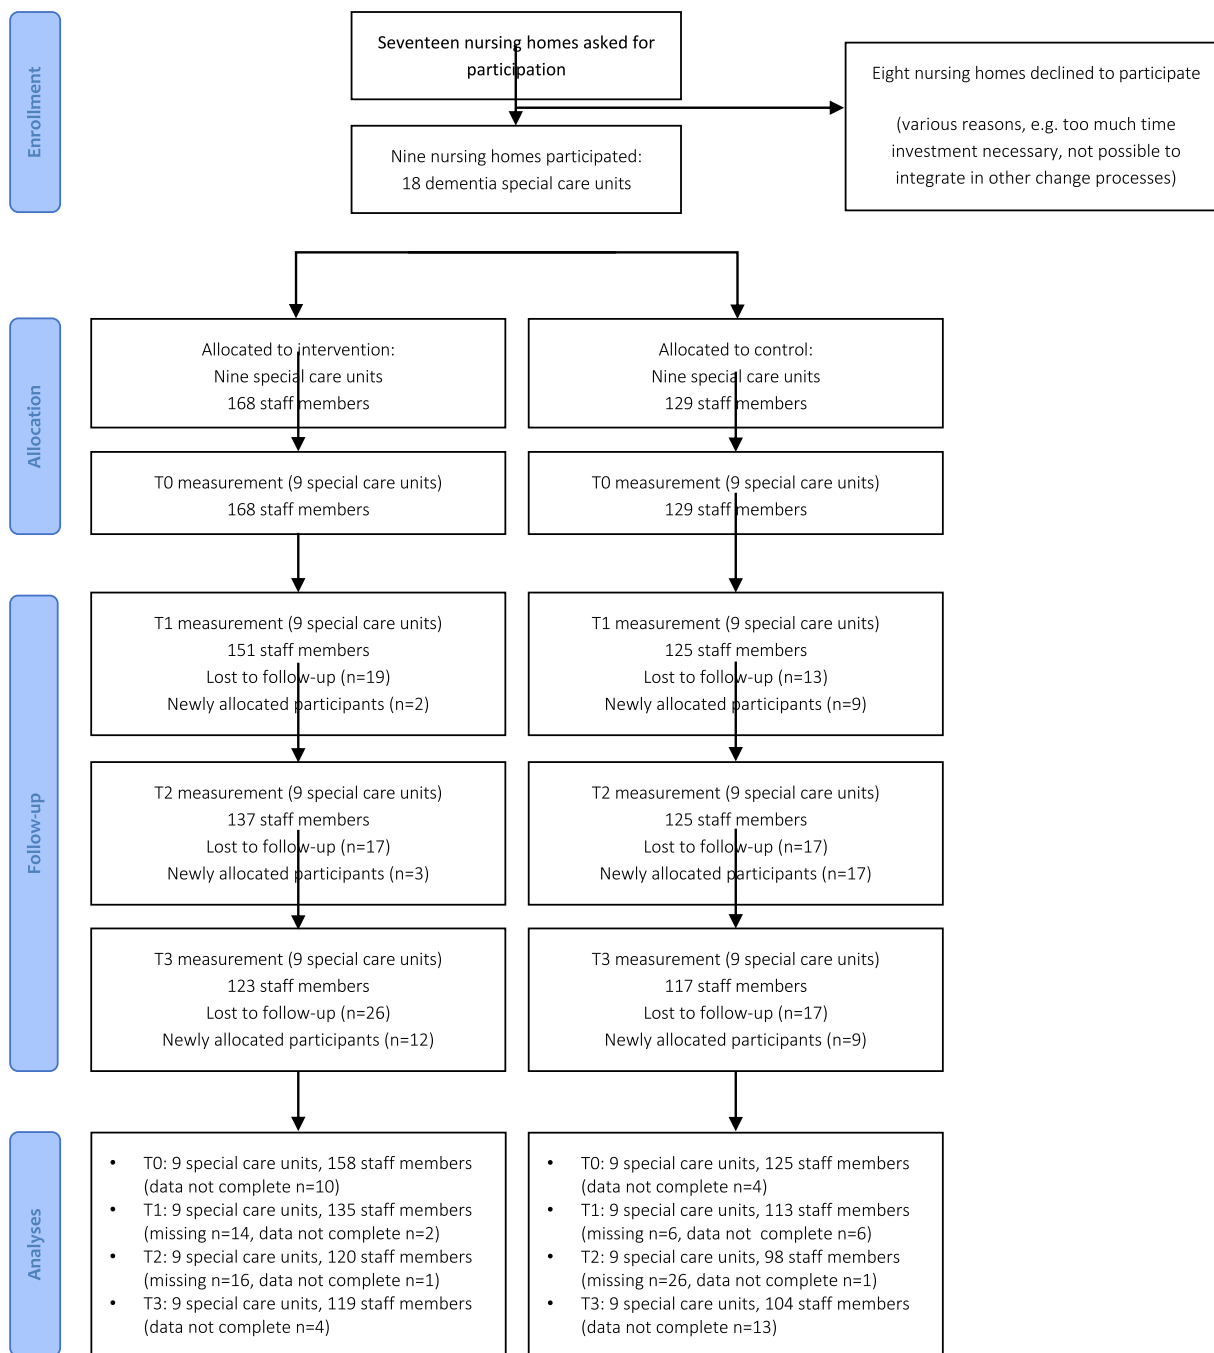 Enrollment
Seventeen nursing homes asked for
participation
Eight nursing homes declined to participate
(various reasons, e.g. too much time
investment necessary, not possible to
integrate in other change processes)
Nine nursing homes participated:
18 dementia special care units
Allocation
Allocated to intervention:
Nine special care units
168 staff members
Allocated to control:
Nine special care units
129 staff members
T0 measurement (9 special care units)
168 staff members
T0 measurement (9 special care units)
129 staff members
Follow-up
T1 measurement (9 special care units)
151 staff members
Lost to follow-up (n=19)
Newly allocated participants (n=2)
T1 measurement (9 special care units)
125 staff members
Lost to follow-up (n=13)
Newly allocated participants (n=9)
T2 measurement (9 special care units)
137 staff members
Lost to follow-up (n=17)
Newly allocated participants (n=3)
T2 measurement (9 special care units)
125 staff members
Lost to follow-up (n=17)
Newly allocated participants (n=17)
T3 measurement (9 special care units)
123 staff members
Lost to follow-up (n=26)
Newly allocated participants (n=12)
T3 measurement (9 special care units)
117 staff members
Lost to follow-up (n=17)
Newly allocated participants (n=9)
Analyses
• T0: 9 special care units, 158 staff members
(data not complete n=10)
• T1: 9 special care units, 135 staff members
(missing n=14, data not complete n=2)
• T2: 9 special care units, 120 staff members
(missing n=16, data not complete n=1)
• T3: 9 special care units, 119 staff members
(data not complete n=4)
• T0: 9 special care units, 125 staff members
(data not complete n=4)
• T1: 9 special care units, 113 staff members
(missing n=6, data not complete n=6)
• T2: 9 special care units, 98 staff members
(missing n=26, data not complete n=1)
• T3: 9 special care units, 104 staff members
(data not complete n=13)